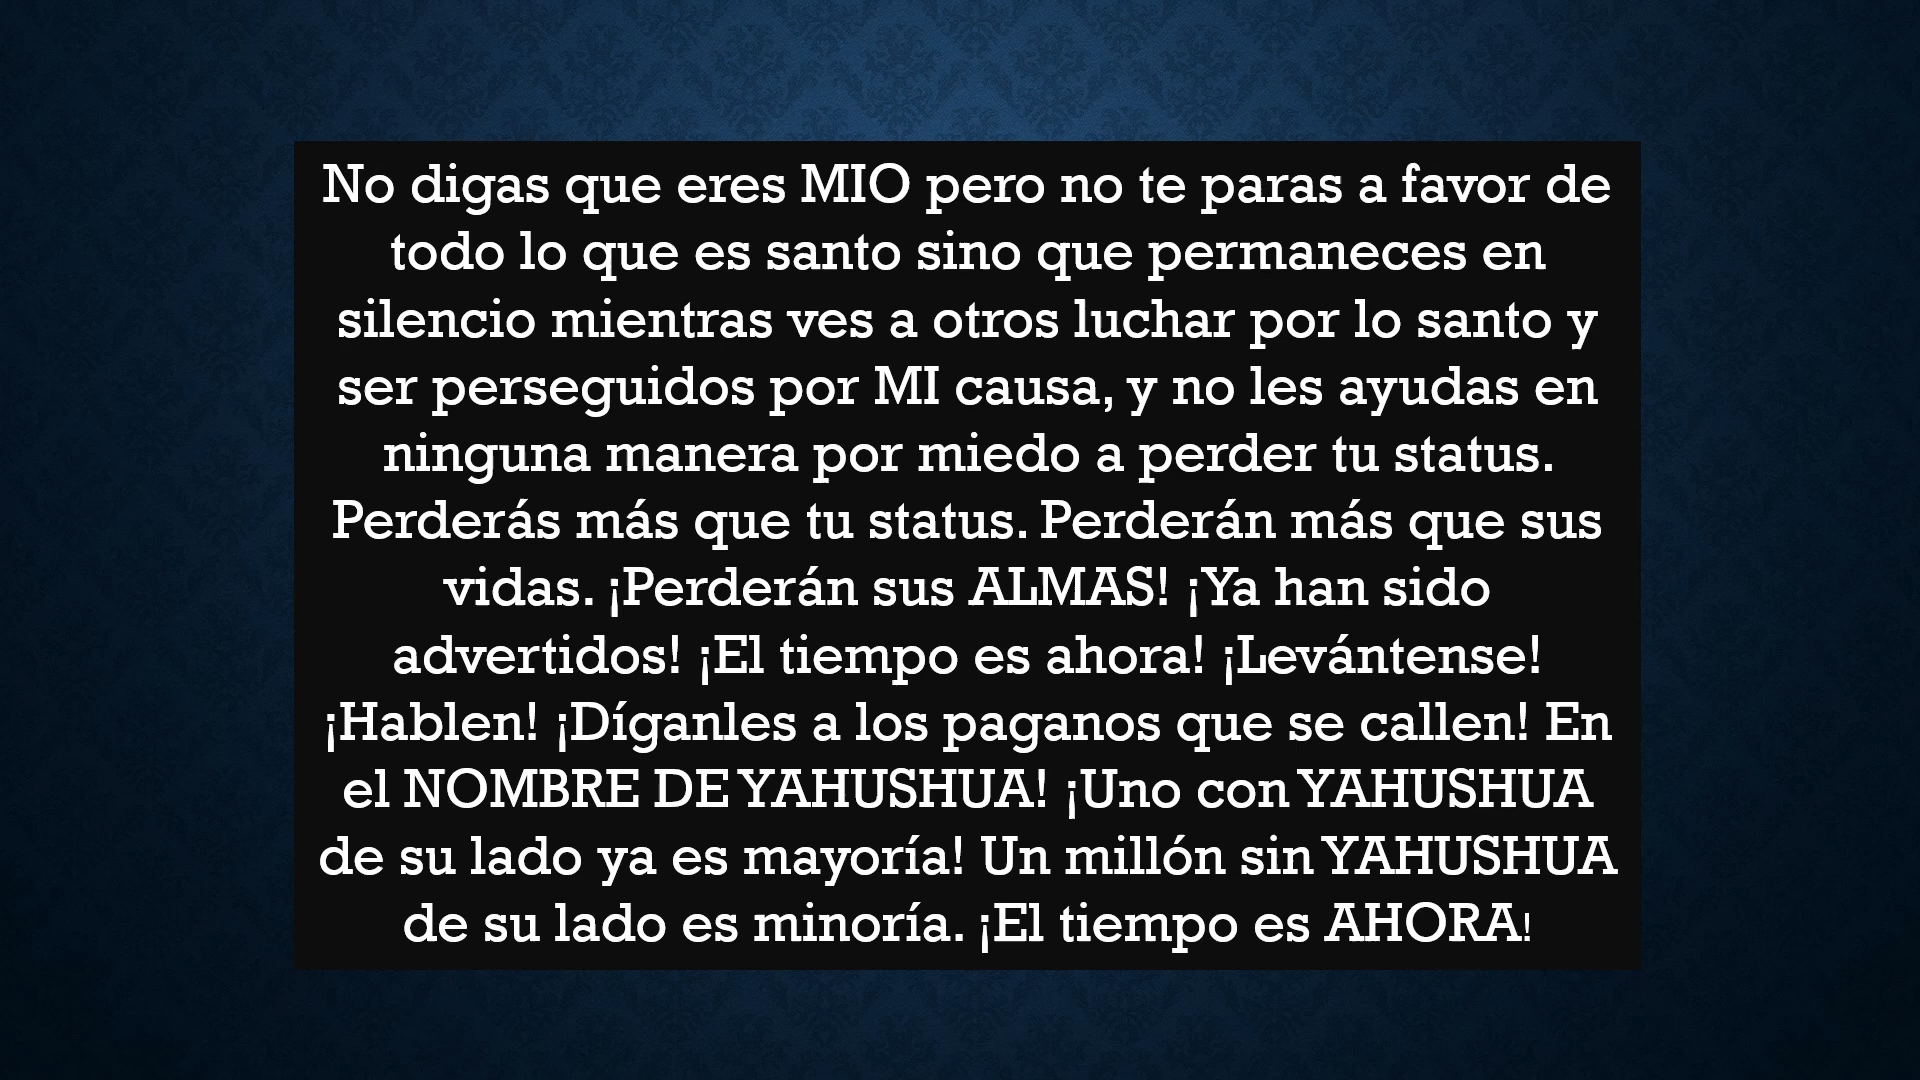 No digas que eres MIO pero no te paras a favor de
todo lo que es santo sino que permaneces en
silencio mientras ves a otros luchar por lo santo y
ser perseguidos por MI causa, y no les ayudas en
ninguna manera por miedo a perder tu status.
Perderás más que tu status. Perderán más que sus
vidas. ¡Perderán sus ALMAS! ¡Ya han sido
advertidos! ¡El tiempo es ahora! ¡Levántense!
¡Hablen! ¡Díganles a los paganos que se callen! En
el NOMBRE DE YAHUSHUA! ¡Uno con YAHUSHUA
de su lado ya es mayoría! Un millón sin YAHUSHUA
de su lado es minoría. ¡El tiempo es AHORA!